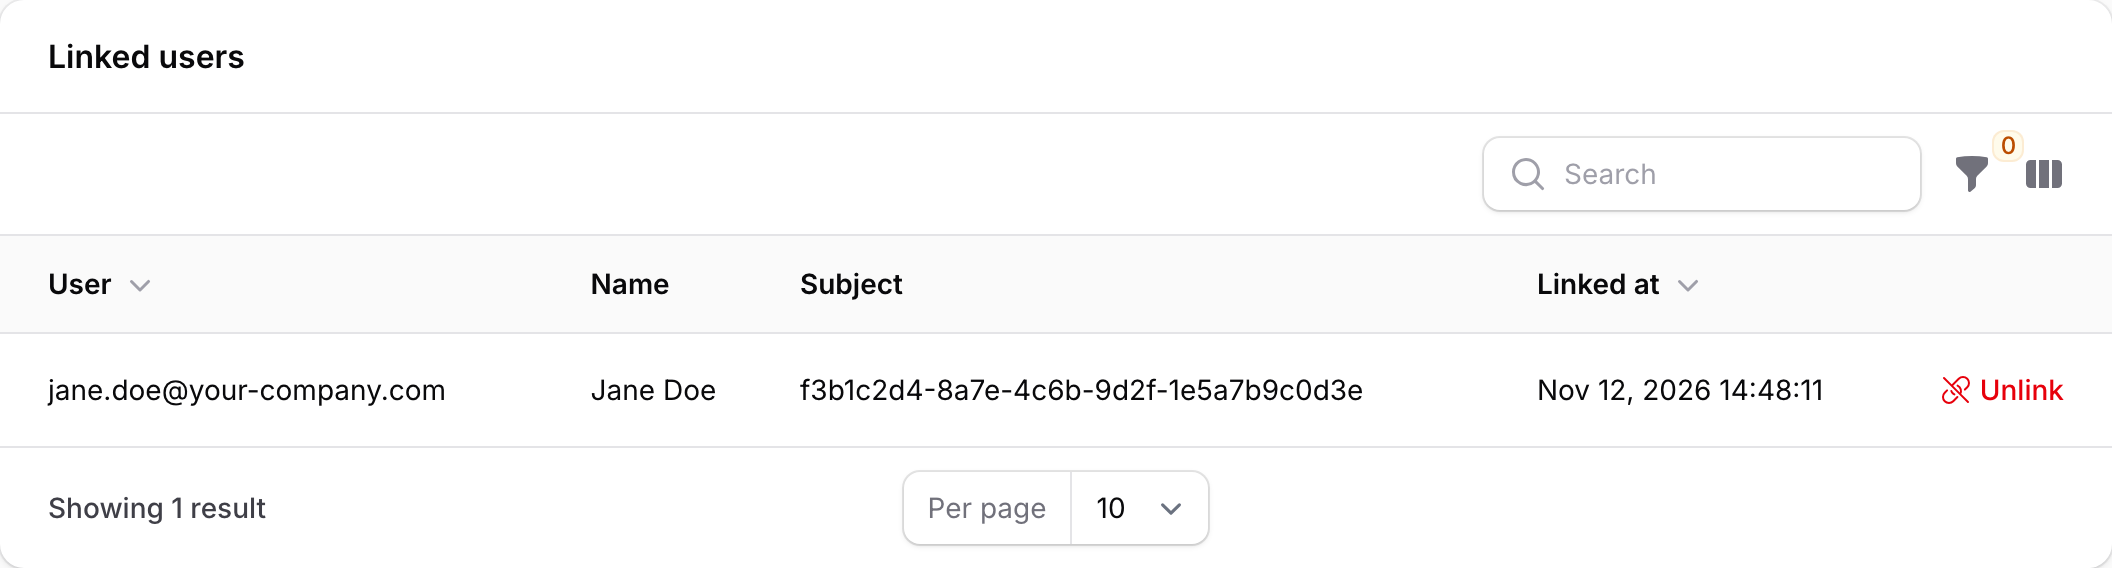 Linked users
Search
0
User Name Subject Linked at
jane.doe@your-company.com Jane Doe f3b1c2d4-8a7e-4c6b-9d2f-1e5a7b9c0d3e Nov 12, 2026 14:48:11 Unlink
Showing 1 result Per page 10